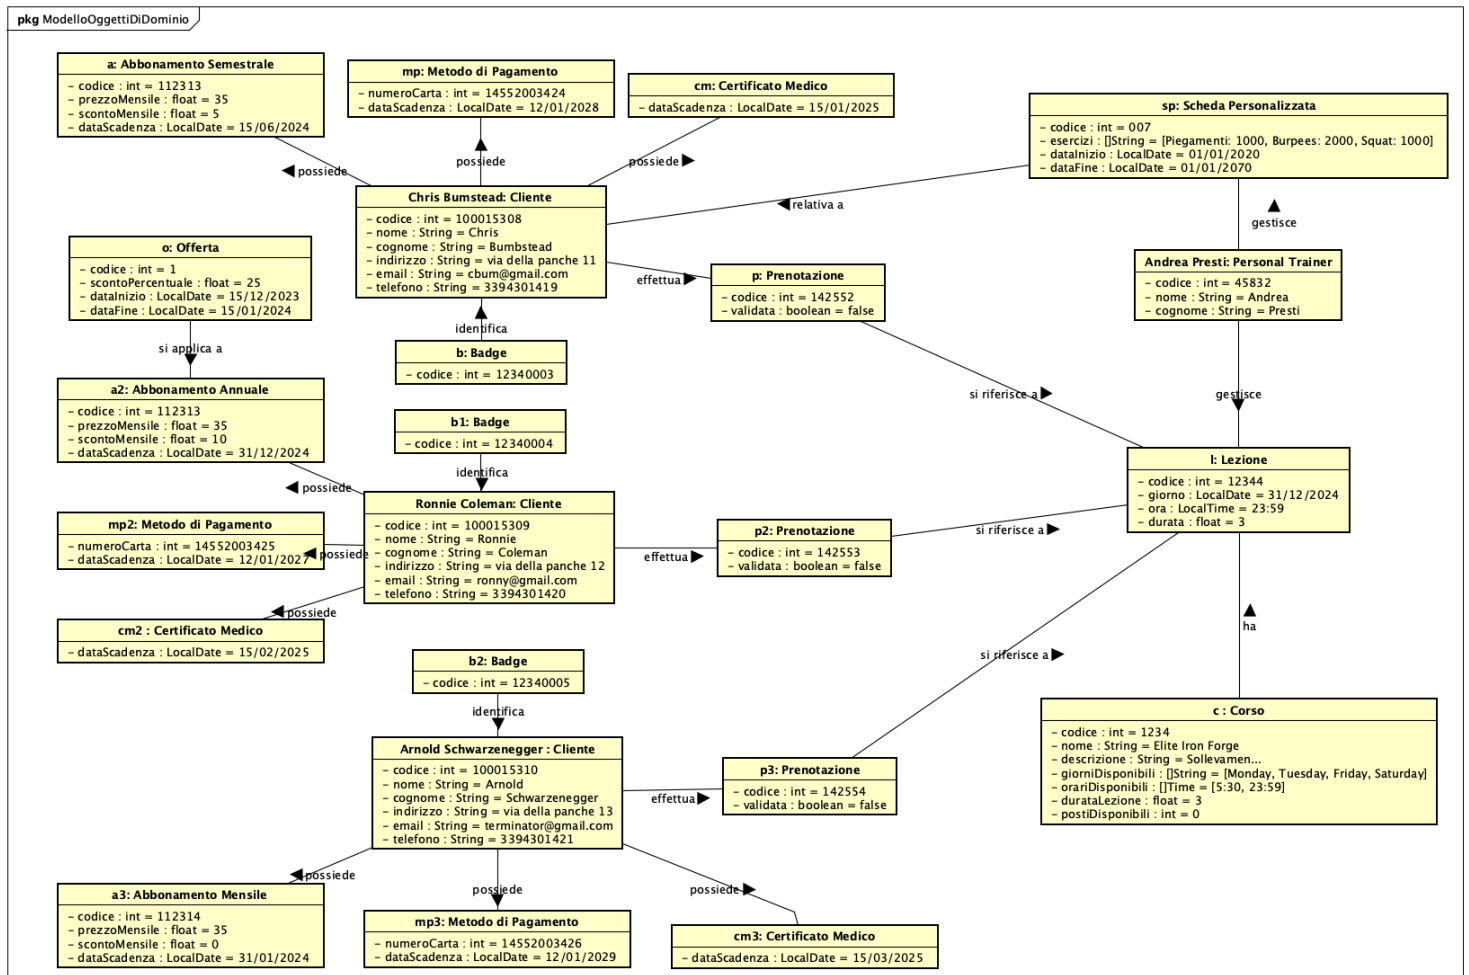 pkg ModelloOggettiDiDominio
a: Abbonamento Semestrale
– codice : int = 112313
– prezzoMensile : float = 35
– scontoMensile : float = 5
– dataScadenza : LocalDate = 15/06/2024
mp: Metodo di Pagamento
– numeroCarta : int = 14552003424
– dataScadenza : LocalDate = 12/01/2028
cm: Certificato Medico
– dataScadenza : LocalDate = 15/01/2025
sp: Scheda Personalizzata
– codice : int = 007
– esercizi : []String = [Piegamenti: 1000, Burpees: 2000, Squat: 1000]
– dataInizio : LocalDate = 01/01/2020
– dataFine : LocalDate = 01/01/2070
possiede
possiede
possiede
Chris Bumstead: Cliente
– codice : int = 100015308
– nome : String = Chris
– cognome : String = Bumbstead
– indirizzo : String = via della panche 11
– email : String = cbum@gmail.com
– telefono : String = 3394301419
relativa a
gestisce
o: Offerta
– codice : int = 1
– scontoPercentuale : float = 25
– dataInizio : LocalDate = 15/12/2023
– dataFine : LocalDate = 15/01/2024
effettua
p: Prenotazione
– codice : int = 142552
– validata : boolean = false
Andrea Presti: Personal Trainer
– codice : int = 45832
– nome : String = Andrea
– cognome : String = Presti
identifica
si applica a
b: Badge
– codice : int = 12340003
a2: Abbonamento Annuale
– codice : int = 112313
– prezzoMensile : float = 35
– scontoMensile : float = 10
– dataScadenza : LocalDate = 31/12/2024
si riferisce a
gestisce
b1: Badge
– codice : int = 12340004
identifica
l: Lezione
– codice : int = 12344
– giorno : LocalDate = 31/12/2024
– ora : LocalTime = 23:59
– durata : float = 3
possiede
Ronnie Coleman: Cliente
– codice : int = 100015309
– nome : String = Ronnie
– cognome : String = Coleman
– indirizzo : String = via della panche 12
– email : String = ronny@gmail.com
– telefono : String = 3394301420
mp2: Metodo di Pagamento
– numeroCarta : int = 14552003425
– dataScadenza : LocalDate = 12/01/2027
possiede
effettua
p2: Prenotazione
– codice : int = 142553
– validata : boolean = false
si riferisce a
possiede
cm2 : Certificato Medico
– dataScadenza : LocalDate = 15/02/2025
ha
b2: Badge
– codice : int = 12340005
si riferisce a
identifica
c : Corso
– codice : int = 1234
– nome : String = Elite Iron Forge
– descrizione : String = Sollevamen...
– giorniDisponibili : []String = [Monday, Tuesday, Friday, Saturday]
– orariDisponibili : []Time = [5:30, 23:59]
– durataLezione : float = 3
– postiDisponibili : int = 0
Arnold Schwarzenegger : Cliente
– codice : int = 100015310
– nome : String = Arnold
– cognome : String = Schwarzenegger
– indirizzo : String = via della panche 13
– email : String = terminator@gmail.com
– telefono : String = 3394301421
effettua
p3: Prenotazione
– codice : int = 142554
– validata : boolean = false
possiede
possiede
possiede
a3: Abbonamento Mensile
– codice : int = 112314
– prezzoMensile : float = 35
– scontoMensile : float = 0
– dataScadenza : LocalDate = 31/01/2024
mp3: Metodo di Pagamento
– numeroCarta : int = 14552003426
– dataScadenza : LocalDate = 12/01/2029
cm3: Certificato Medico
– dataScadenza : LocalDate = 15/03/2025